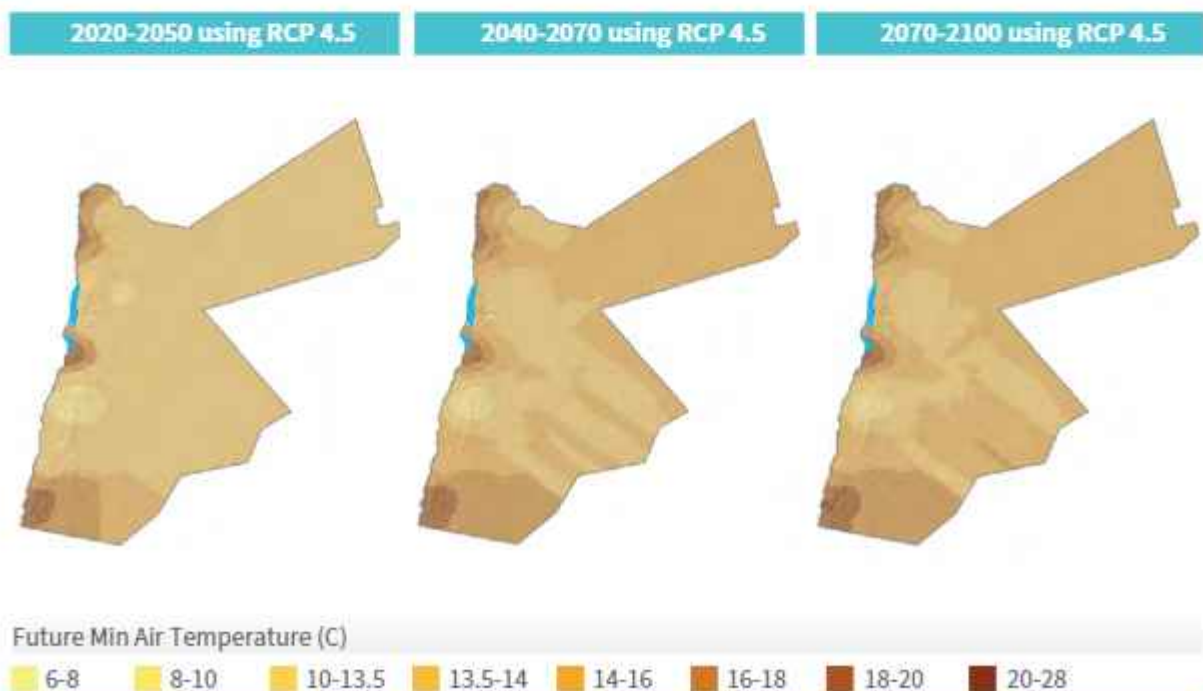 2020-2050 using RCP 4.5
2040-2070 using RCP 4.5
2070-2100 using RCP 4.5
Future Min Air Temperature (C)
6-8 8-10 10-13.5 13.5-14 14-16 16-18 18-20 20-28